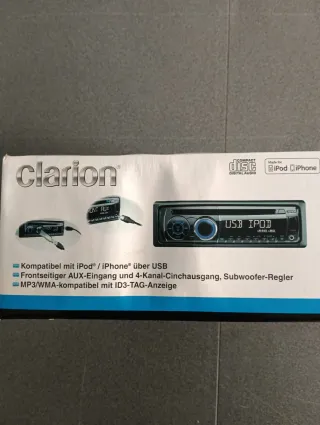 clarion®
COMPACT
disc
DIGITAL AUDIO
Made for
iPod iPhone
USB IPOD
Kompatibel mit iPod® / iPhone® über USB
Frontseitiger AUX-Eingang und 4-Kanal-Cinchausgang, Subwoofer-Regler
MP3/WMA-kompatibel mit ID3-TAG-Anzeige